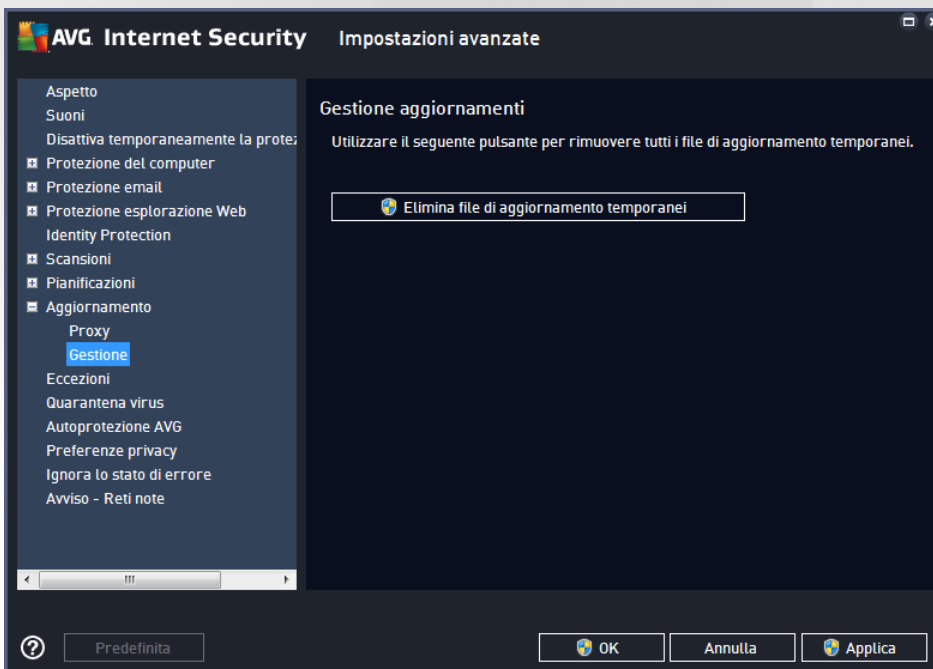 AVG. Internet Security Impostazioni avanzate
Aspetto
Suoni
Disattiva temporaneamente la
Protezione del computer
Protezione email
Protezione esplorazione Web
Identity Protection
Scansioni
Pianificazioni
Aggiornamento
Proxy
Gestione
Eccezioni
Quarantena virus
Autoprotezione AVG
Preferenze privacy
Ignora lo stato di errore
Avviso - Reti note
Gestione aggiornamenti
Utilizzare il seguente pulsante per rimuovere tutti i file di aggiornamento temporanei.
Elimina file di aggiornamento temporanei
Predefinita
OK
Annulla
Applica